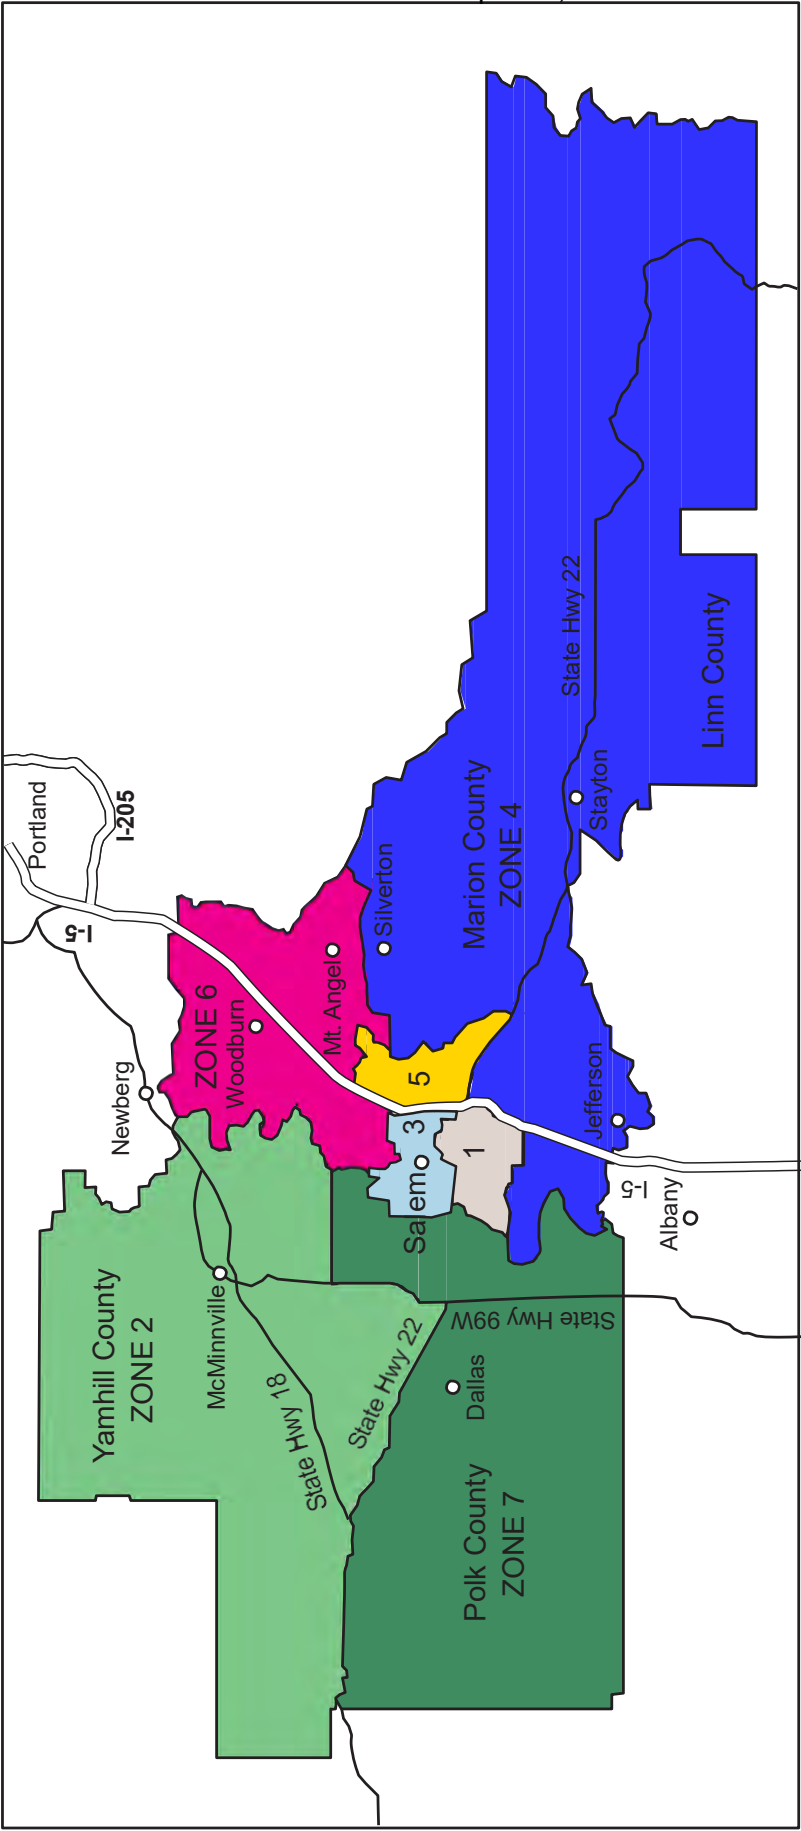 Portland
I-205
I-5
Newberg
ZONE 6
Woodburn
Mt. Angel
Silverton
Yamhill County
ZONE 2
McMinnville
State Hwy 18
State Hwy 22
State Hwy 99W
Salem
3
5
1
Marion County
ZONE 4
State Hwy 22
Stayton
Linn County
Jefferson
I-5
Albany
Dallas
Polk County
ZONE 7